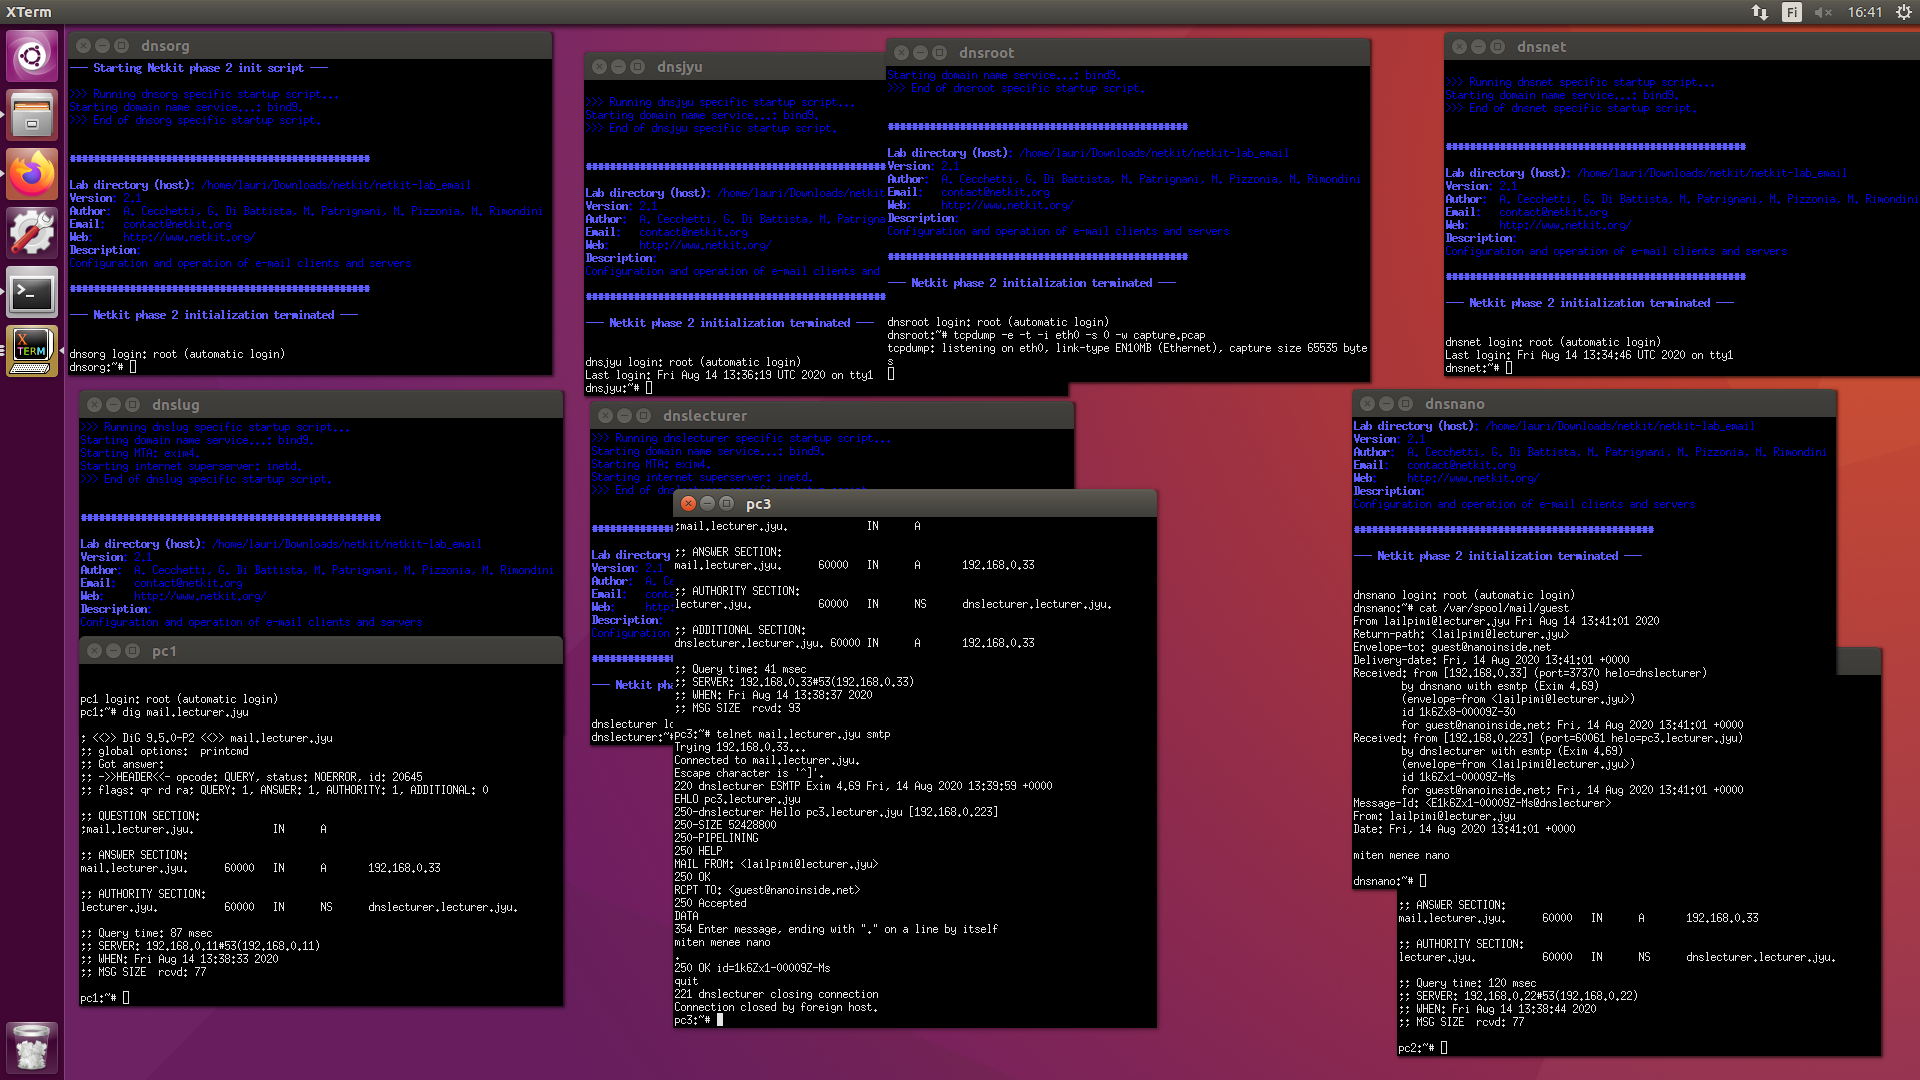 XTerm
Fi
16:41
dnsorg
--- Starting Netkit phase 2 init script ---
>>> Running dnsorg specific startup script...
Starting domain name service...: bind9.
>>> End of dnsorg specific startup script.
Lab directory (host): /home/lauri/Downloads/netkit/netkit-lab_email
Version: 2.1
Author: A. Cecchetti, G. Di Battista, M. Patrignani, M. Pizzonia, M. Rimondini
Email: contact@netkit.org
Web: http://www.netkit.org/
Description:
Configuration and operation of e-mail clients and servers
--- Netkit phase 2 initialization terminated ---
dnsorg login: root (automatic login)
dnsorg:~#
dnsjyu
>>> Running dnsjyu specific startup script...
Starting domain name service...: bind9.
>>> End of dnsjyu specific startup script.
Lab directory (host): /home/lauri/Downloads/netkit
Version: 2.1
Author: A. Cecchetti, G. Di Battista, M. Patrigna
Email: contact@netkit.org
Web: http://www.netkit.org/
Description:
Configuration and operation of e-mail clients and
--- Netkit phase 2 initialization terminated ---
dnsjyu login: root (automatic login)
Last login: Fri Aug 14 13:36:19 UTC 2020 on tty1
dnsjyu:~#
dnsroot
Starting domain name service...: bind9.
>>> End of dnsroot specific startup script.
Lab directory (host): /home/lauri/Downloads/netkit/netkit-lab_email
Version: 2.1
Author: A. Cecchetti, G. Di Battista, M. Patrignani, M. Pizzonia, M. Rimondini
Email: contact@netkit.org
Web: http://www.netkit.org/
Description:
Configuration and operation of e-mail clients and servers
--- Netkit phase 2 initialization terminated ---
dnsroot login: root (automatic login)
dnsroot:~# tcpdump -e -t -i eth0 -s 0 -w capture.pcap
tcpdump: listening on eth0, link-type EN10MB (Ethernet), capture size 65535 byte
s
dnsnet
>>> Running dnsnet specific startup script...
Starting domain name service...: bind9.
>>> End of dnsnet specific startup script.
Lab directory (host): /home/lauri/Downloads/netkit/netkit-lab_email
Version: 2.1
Author: A. Cecchetti, G. Di Battista, M. Patrignani, M. Pizzonia, M. Rimondini
Email: contact@netkit.org
Web: http://www.netkit.org/
Description:
Configuration and operation of e-mail clients and servers
--- Netkit phase 2 initialization terminated ---
dnsnet login: root (automatic login)
Last login: Fri Aug 14 13:34:46 UTC 2020 on tty1
dnsnet:~#
dnslug
>>> Running dnslug specific startup script...
Starting domain name service...: bind9.
Starting MTA: exim4.
Starting internet superserver: inetd.
>>> End of dnslug specific startup script.
Lab directory (host): /home/lauri/Downloads/netkit/netkit-lab_email
Version: 2.1
Author: A. Cecchetti, G. Di Battista, M. Patrignani, M. Pizzonia, M. Rimondini
Email: contact@netkit.org
Web: http://www.netkit.org/
Description:
Configuration and operation of e-mail clients and servers
pc1
pc1 login: root (automatic login)
pc1:~# dig mail.lecturer.jyu
; <<>> DiG 9.5.0-P2 <<>> mail.lecturer.jyu
;; global options: printcmd
;; Got answer:
;; ->>HEADER<<- opcode: QUERY, status: NOERROR, id: 20645
;; flags: qr rd ra; QUERY: 1, ANSWER: 1, AUTHORITY: 1, ADDITIONAL: 0
;; QUESTION SECTION:
;mail.lecturer.jyu. IN A
;; ANSWER SECTION:
mail.lecturer.jyu. 60000 IN A 192.168.0.33
;; AUTHORITY SECTION:
lecturer.jyu. 60000 IN NS dnslecturer.lecturer.jyu.
;; Query time: 87 msec
;; SERVER: 192.168.0.11#53(192.168.0.11)
;; WHEN: Fri Aug 14 13:38:33 2020
;; MSG SIZE rcvd: 77
pc1:~#
dnslecturer
>>> Running dnslecturer specific startup script...
Starting domain name service...: bind9.
Starting MTA: exim4.
Starting internet superserver: inetd.
>>> End of dnslecturer specific startup script.
Lab directory
Version: 2.1
Author: A. Ce
Email: conta
Web: http:
Description:
Configuration
--- Netkit pha
dnslecturer lo
dnslecturer:~#
pc3
;mail.lecturer.jyu. IN A
;; ANSWER SECTION:
mail.lecturer.jyu. 60000 IN A 192.168.0.33
;; AUTHORITY SECTION:
lecturer.jyu. 60000 IN NS dnslecturer.lecturer.jyu.
;; ADDITIONAL SECTION:
dnslecturer.lecturer.jyu. 60000 IN A 192.168.0.33
;; Query time: 41 msec
;; SERVER: 192.168.0.33#53(192.168.0.33)
;; WHEN: Fri Aug 14 13:38:37 2020
;; MSG SIZE rcvd: 93
pc3:~# telnet mail.lecturer.jyu smtp
Trying 192.168.0.33...
Connected to mail.lecturer.jyu.
Escape character is '^]'.
220 dnslecturer ESMTP Exim 4.69 Fri, 14 Aug 2020 13:39:59 +0000
EHLO pc3.lecturer.jyu
250-dnslecturer Hello pc3.lecturer.jyu [192.168.0.223]
250-SIZE 52428800
250-PIPELINING
250 HELP
MAIL FROM: <lailpimi@lecturer.jyu>
250 OK
RCPT TO: <guest@nanoinside.net>
250 Accepted
DATA
354 Enter message, ending with "." on a line by itself
miten menee nano
.
250 OK id=1k6Zx1-00009Z-Ms
quit
221 dnslecturer closing connection
Connection closed by foreign host.
pc3:~#
dnsnano
Lab directory (host): /home/lauri/Downloads/netkit/netkit-lab_email
Version: 2.1
Author: A. Cecchetti, G. Di Battista, M. Patrignani, M. Pizzonia, M. Rimondini
Email: contact@netkit.org
Web: http://www.netkit.org/
Description:
Configuration and operation of e-mail clients and servers
--- Netkit phase 2 initialization terminated ---
dnsnano login: root (automatic login)
dnsnano:~# cat /var/spool/mail/guest
From lailpimi@lecturer.jyu Fri Aug 14 13:41:01 2020
Return-path: <lailpimi@lecturer.jyu>
Envelope-to: guest@nanoinside.net
Delivery-date: Fri, 14 Aug 2020 13:41:01 +0000
Received: from [192.168.0.33] (port=37370 helo=dnslecturer)
by dnsnano with esmtp (Exim 4.69)
(envelope-from <lailpimi@lecturer.jyu>)
id 1k6Zx8-00009Z-30
for guest@nanoinside.net; Fri, 14 Aug 2020 13:41:01 +0000
Received: from [192.168.0.223] (port=60061 helo=pc3.lecturer.jyu)
by dnslecturer with esmtp (Exim 4.69)
(envelope-from <lailpimi@lecturer.jyu>)
id 1k6Zx1-00009Z-Ms
for guest@nanoinside.net; Fri, 14 Aug 2020 13:41:01 +0000
Message-Id: <E1k6Zx1-00009Z-Ms@dnslecturer>
From: lailpimi@lecturer.jyu
Date: Fri, 14 Aug 2020 13:41:01 +0000
miten menee nano
dnsnano:~#
;; ANSWER SECTION:
mail.lecturer.jyu. 60000 IN A 192.168.0.33
;; AUTHORITY SECTION:
lecturer.jyu. 60000 IN NS dnslecturer.lecturer.jyu.
;; Query time: 120 msec
;; SERVER: 192.168.0.22#53(192.168.0.22)
;; WHEN: Fri Aug 14 13:38:44 2020
;; MSG SIZE rcvd: 77
pc2:~#